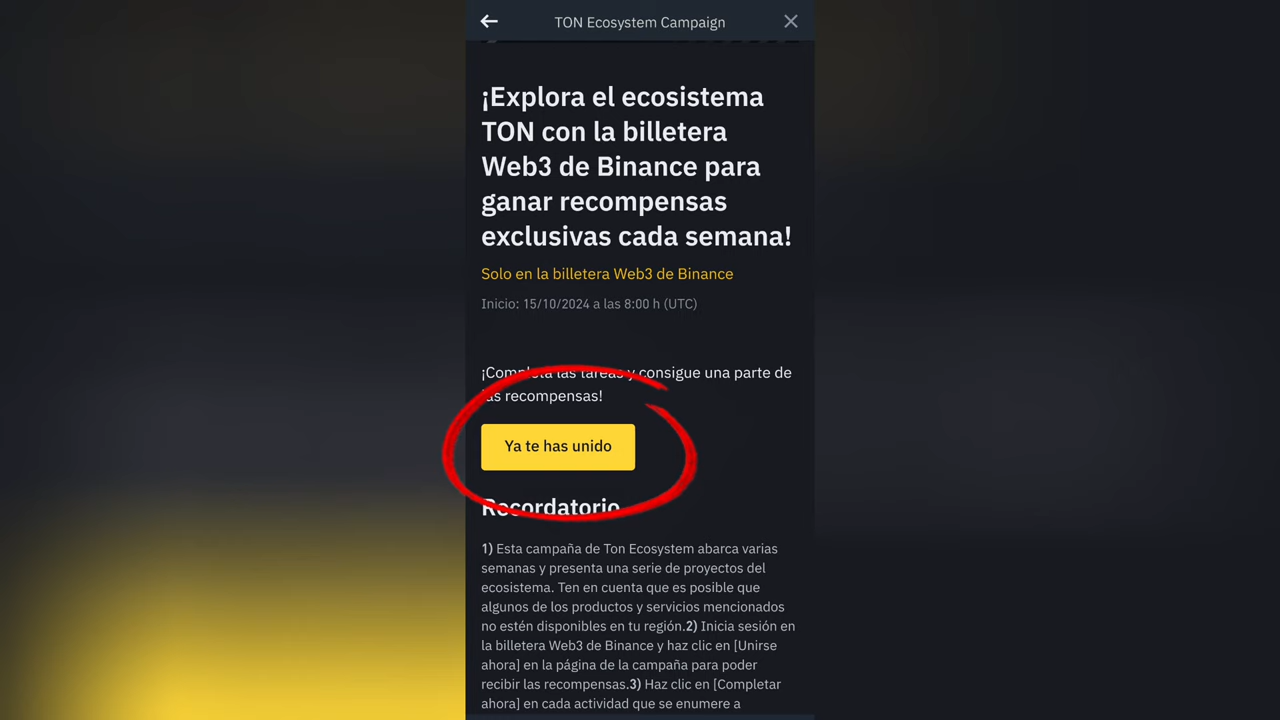 TON Ecosystem Campaign
¡Explora el ecosistema
TON con la billetera
Web3 de Binance para
ganar recompensas
exclusivas cada semana!
Solo en la billetera Web3 de Binance
Inicio: 15/10/2024 a las 8:00 h (UTC)
¡Completa las tareas y consigue una parte de
las recompensas!
Ya te has unido
Recordatorio
1) Esta campaña de Ton Ecosystem abarca varias
semanas y presenta una serie de proyectos del
ecosistema. Ten en cuenta que es posible que
algunos de los productos y servicios mencionados
no estén disponibles en tu región.2) Inicia sesión en
la billetera Web3 de Binance y haz clic en [Unirse
ahora] en la página de la campaña para poder
recibir las recompensas.3) Haz clic en [Completar
ahora] en cada actividad que se enumere a